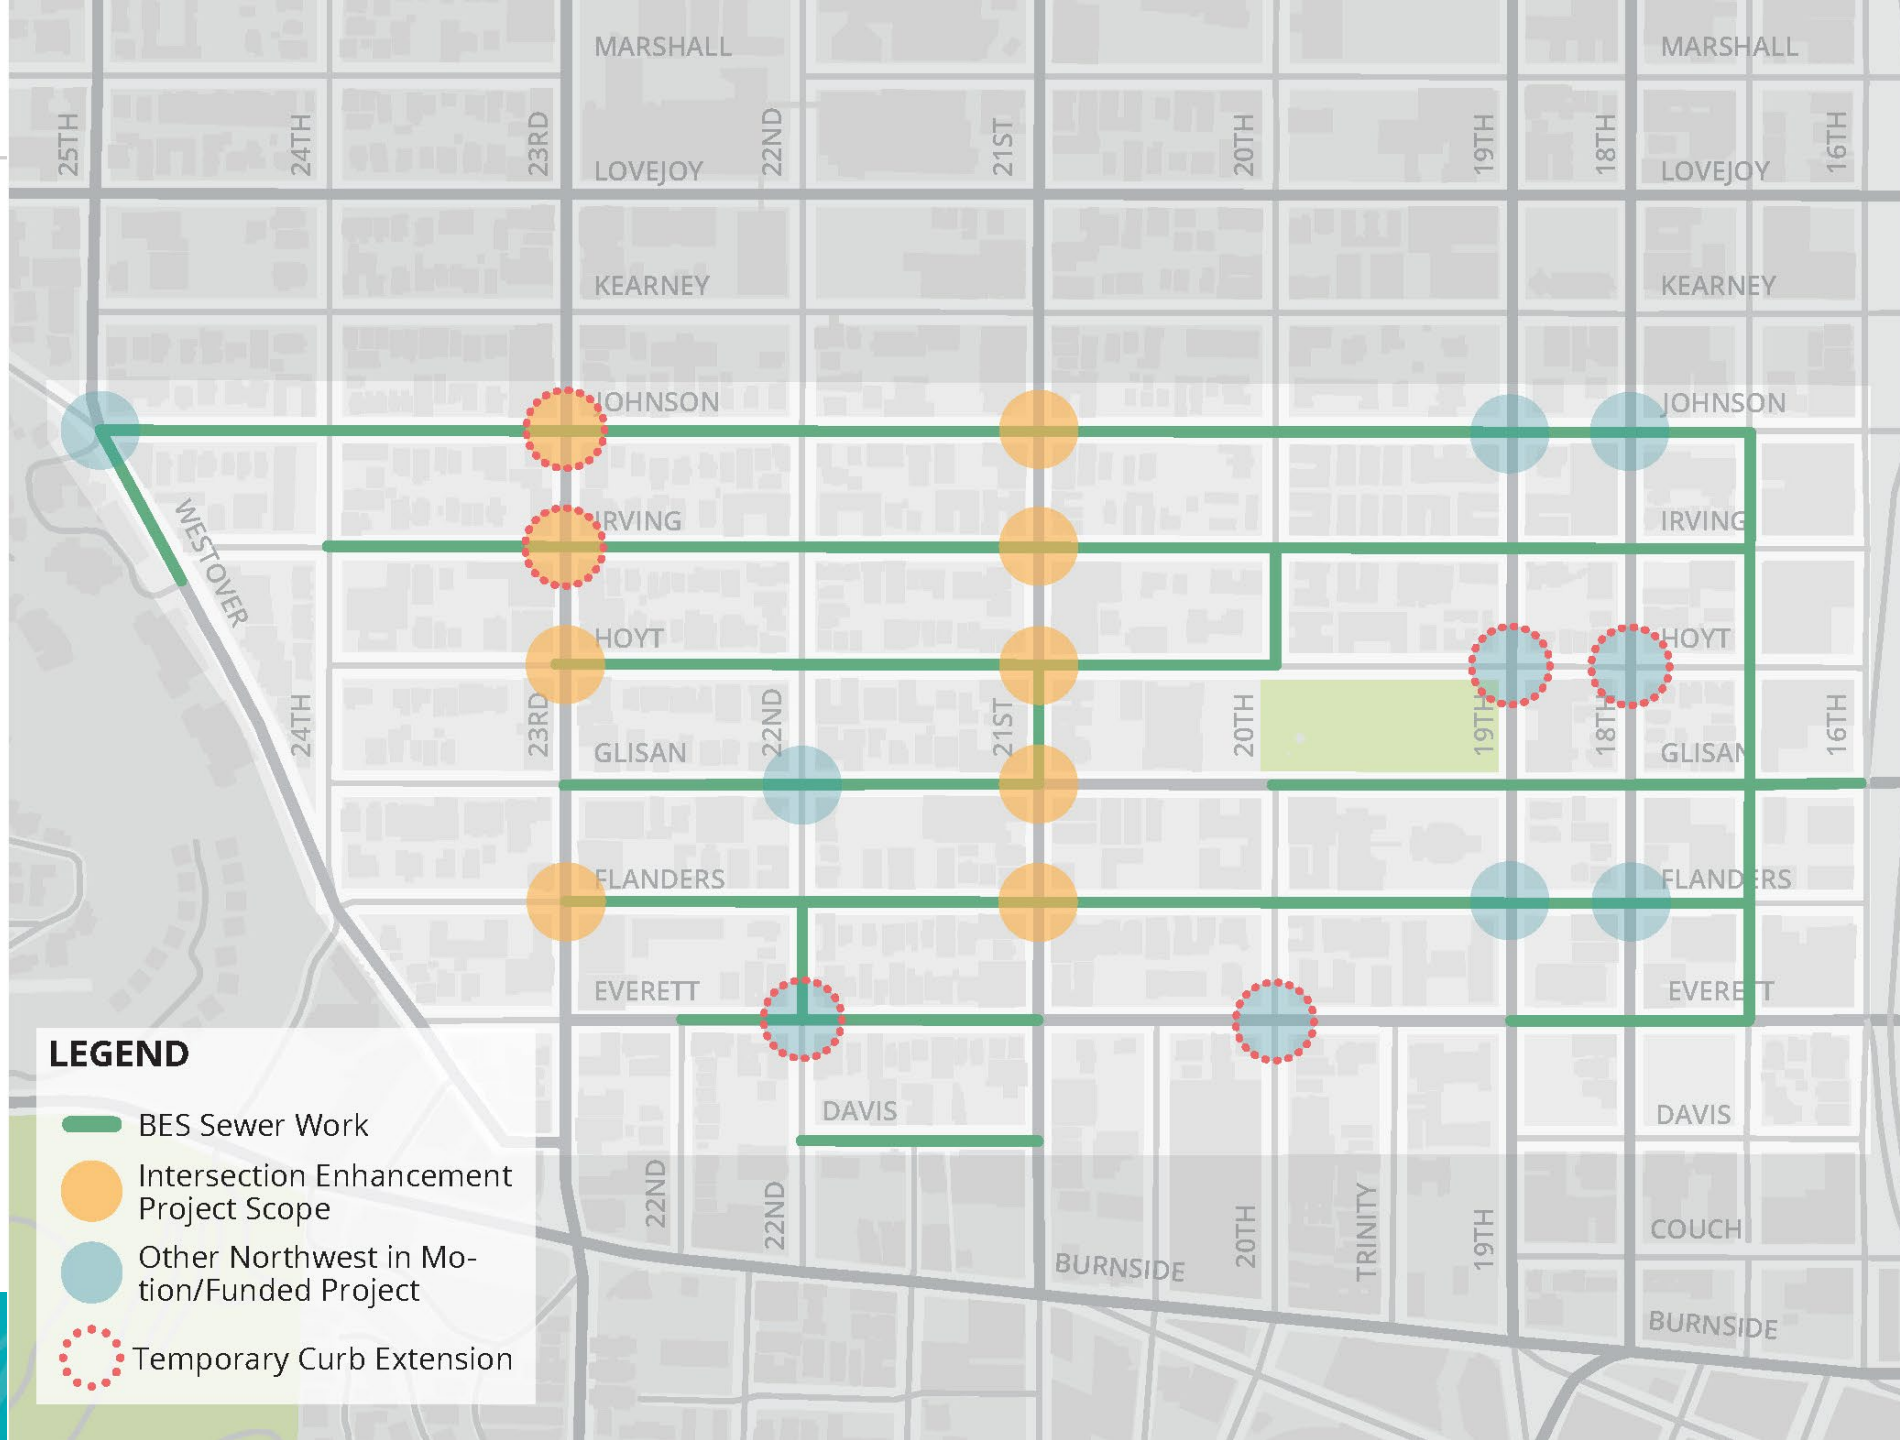 MARSHALL
MARSHALL
25TH
24TH
23RD
22ND
21ST
20TH
19TH
18TH
16TH
LOVEJOY
LOVEJOY
KEARNEY
KEARNEY
JOHNSON
JOHNSON
IRVING
IRVING
WESTOVER
HOYT
HOYT
24TH
23RD
22ND
21ST
20TH
19TH
18TH
16TH
GLISAN
GLISAN
FLANDERS
FLANDERS
EVERETT
EVERETT
DAVIS
DAVIS
22ND
22ND
20TH
TRINITY
19TH
COUCH
BURNSIDE
BURNSIDE
LEGEND
BES Sewer Work
Intersection Enhancement
Project Scope
Other Northwest in Mo-
tion/Funded Project
Temporary Curb Extension